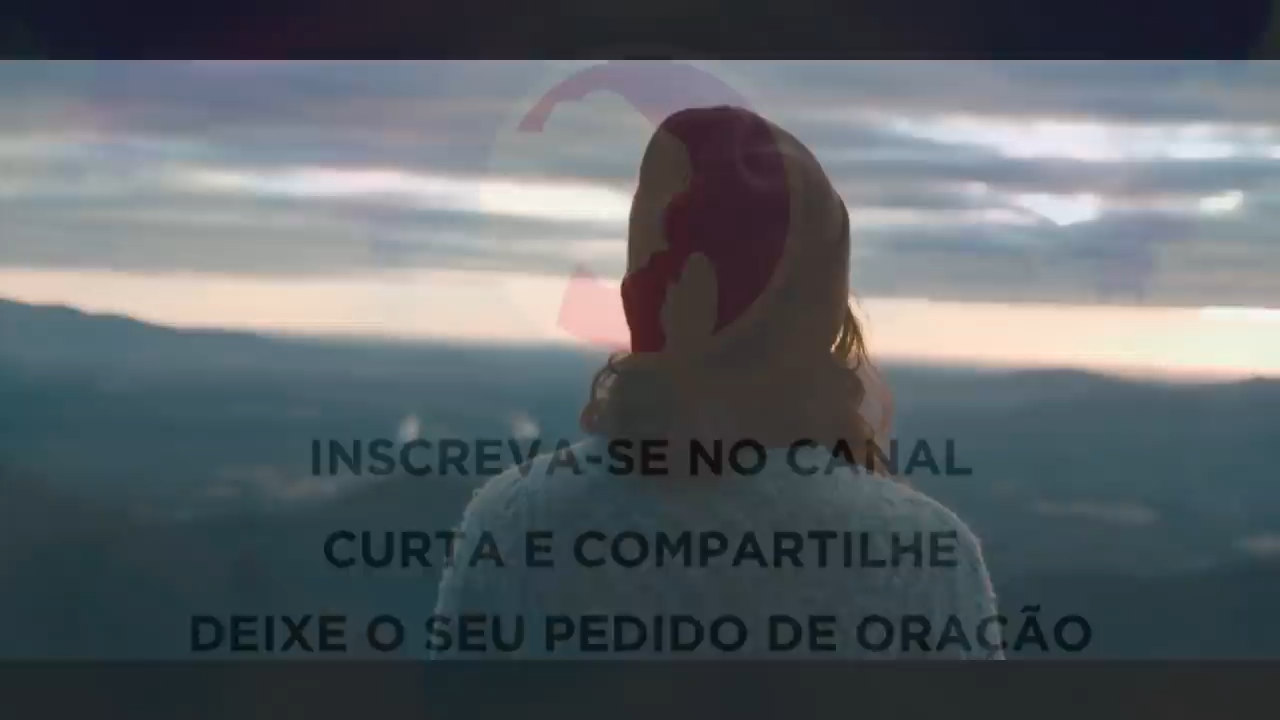 INSCREVA-SE NO CANAL
CURTA E COMPARTILHE
DEIXE O SEU PEDIDO DE ORAÇÃO